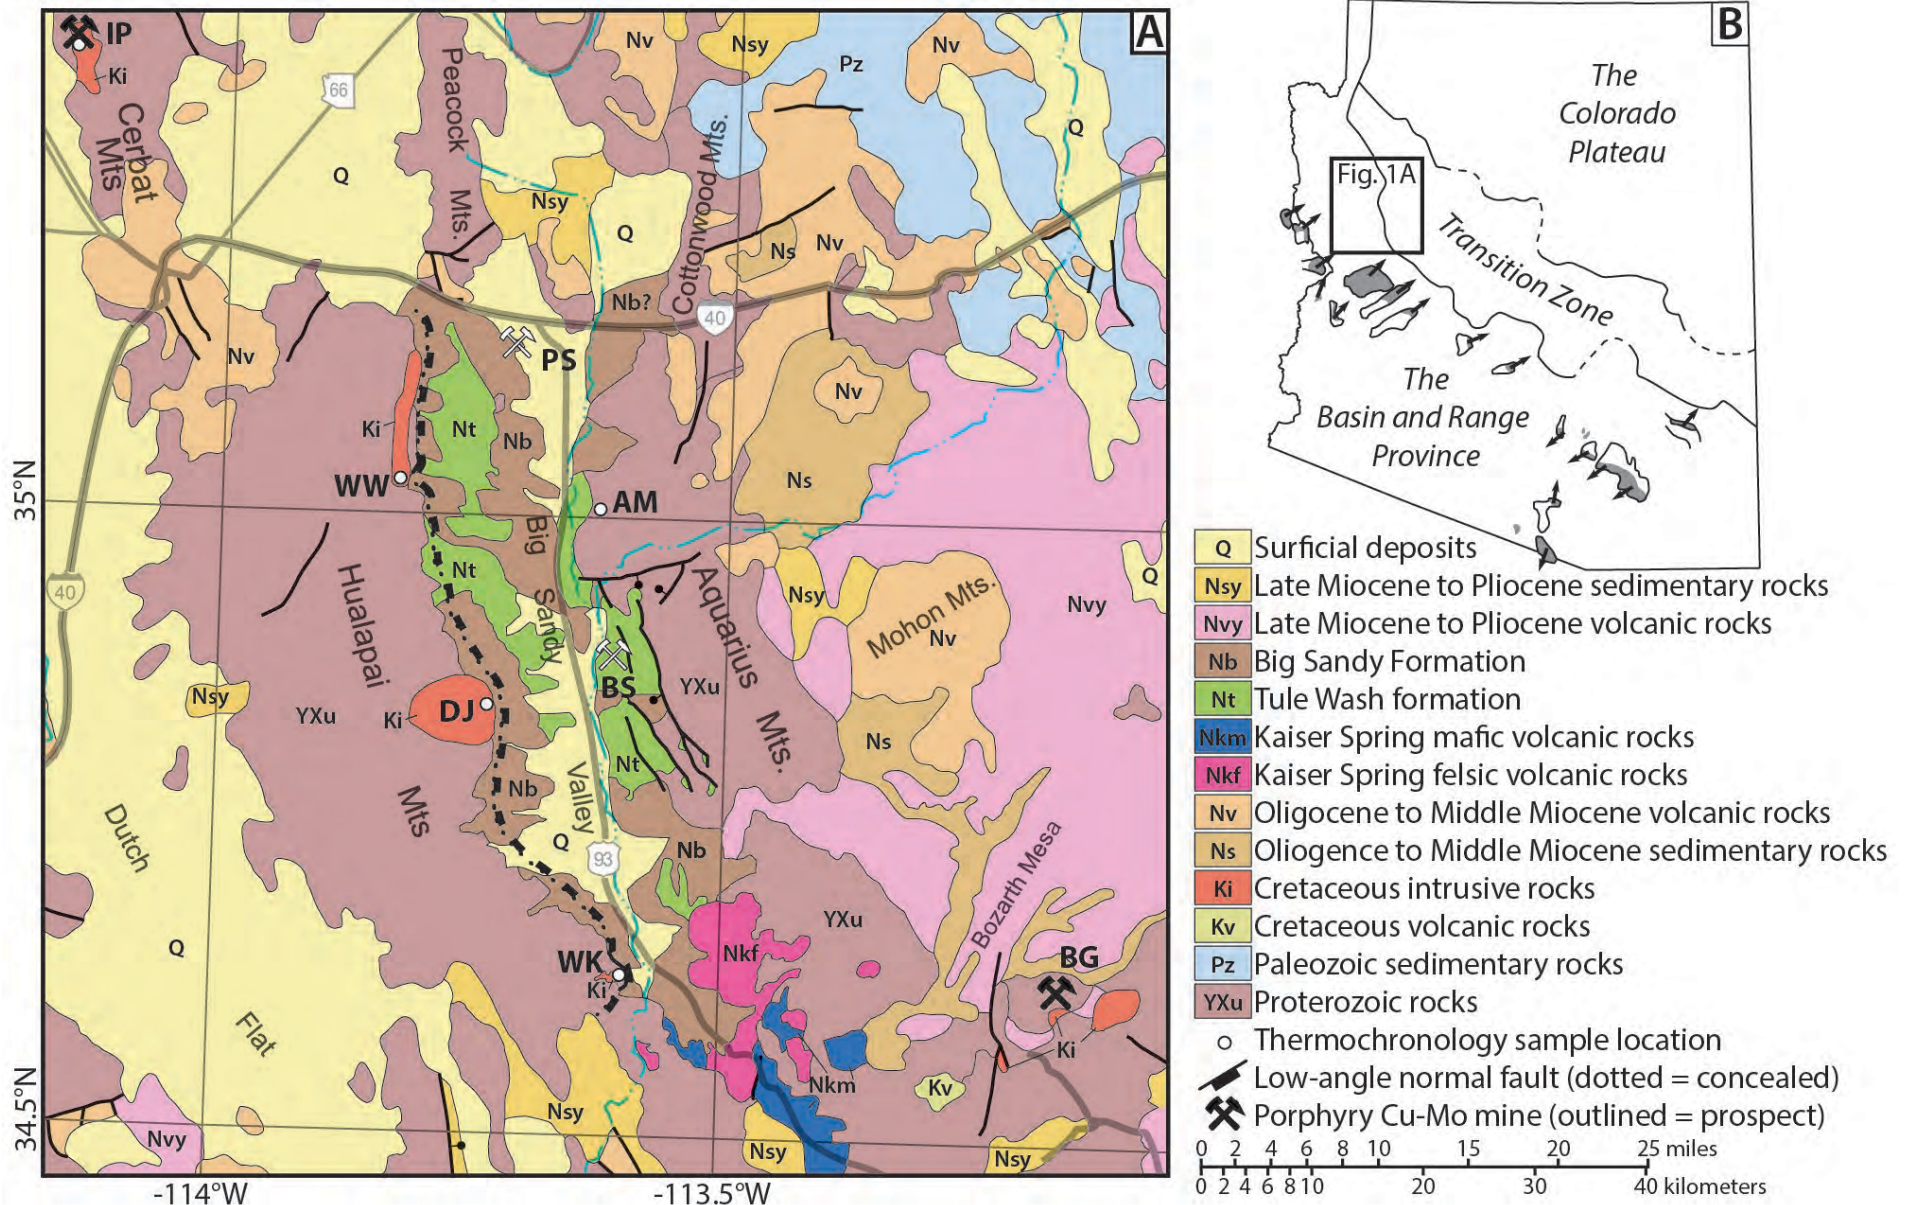 A
IP
Ki
Cerbat
Mts
66
Q
Peacock
Mts.
Nv
Nsy
Pz
Nv
Q
Nsy
Q
Cottonwood Mts.
Ns
Nv
Nb?
40
Nv
PS
Ki
Nt
Nb
Nv
WW
35°N
AM
Ns
Big
Sandy
Valley
Nt
40
Hualapai
Mts
Nsy
YXu
Ki
DJ
BS
YXu
Aquarius
Mts.
Nsy
Mohon Mts.
Nv
Nvy
Q
Nt
Ns
Nb
Q
93
Nb
Dutch
Flat
Q
YXu
Bozarth Mesa
WK
Ki
Nkf
BG
Ki
Nkm
Kv
Nsy
Nvy
Nsy
Nsy
34.5°N
-114°W
-113.5°W
B
The
Colorado
Plateau
Fig. 1A
Transition Zone
The
Basin and Range
Province
Q Surficial deposits
Nsy Late Miocene to Pliocene sedimentary rocks
Nvy Late Miocene to Pliocene volcanic rocks
Nb Big Sandy Formation
Nt Tule Wash formation
Nkm Kaiser Spring mafic volcanic rocks
Nkf Kaiser Spring felsic volcanic rocks
Nv Oligocene to Middle Miocene volcanic rocks
Ns Oliogence to Middle Miocene sedimentary rocks
Ki Cretaceous intrusive rocks
Kv Cretaceous volcanic rocks
Pz Paleozoic sedimentary rocks
YXu Proterozoic rocks
Thermochronology sample location
Low-angle normal fault (dotted = concealed)
Porphyry Cu-Mo mine (outlined = prospect)
0 2 4 6 8 10 15 20 25 miles
0 2 4 6 8 10 20 30 40 kilometers